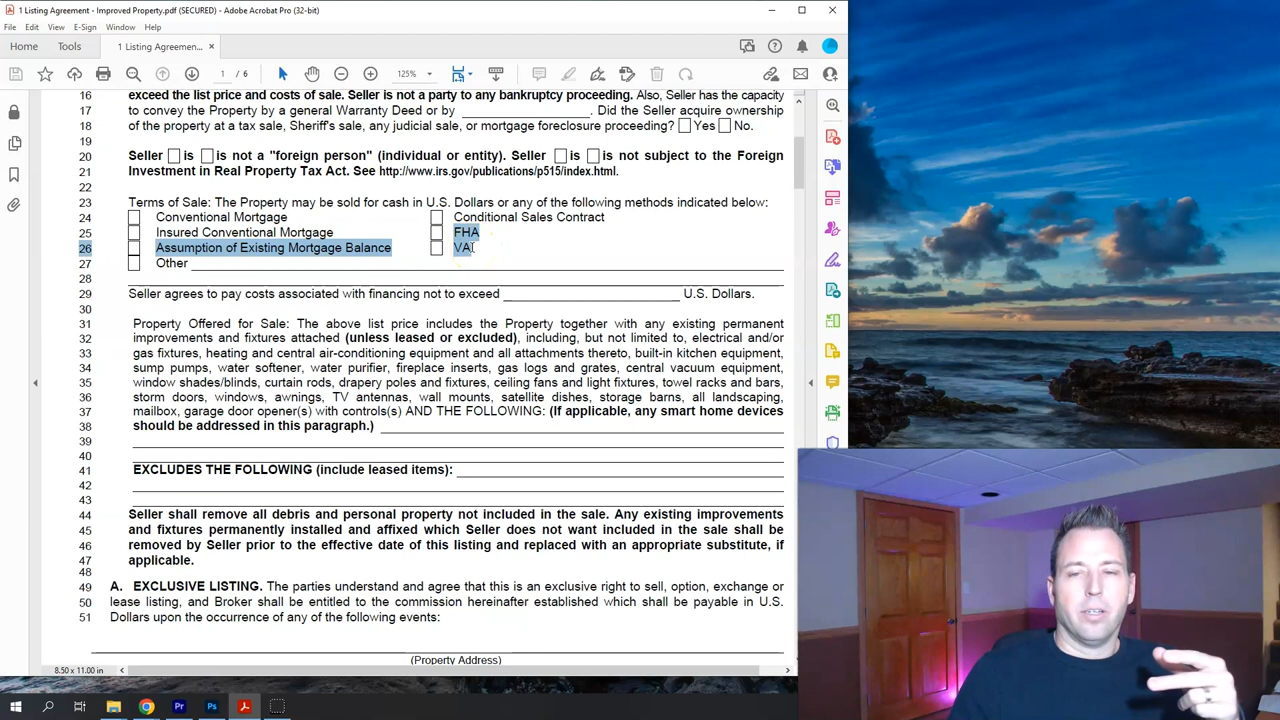 1 Listing Agreement - Improved Property.pdf (SECURED) - Adobe Acrobat Pro (32-bit)
File Edit View E-Sign Window Help
Home Tools 1 Listing Agreemen... ×
1 / 6 125%
16 exceed the list price and costs of sale. Seller is not a party to any bankruptcy proceeding. Also, Seller has the capacity
17 to convey the Property by a general Warranty Deed or by ____________________. Did the Seller acquire ownership
18 of the property at a tax sale, Sheriff's sale, any judicial sale, or mortgage foreclosure proceeding? Yes No.
19
20 Seller is is not a "foreign person" (individual or entity). Seller is is not subject to the Foreign
21 Investment in Real Property Tax Act. See http://www.irs.gov/publications/p515/index.html.
22
23 Terms of Sale: The Property may be sold for cash in U.S. Dollars or any of the following methods indicated below:
24 Conventional Mortgage Conditional Sales Contract
25 Insured Conventional Mortgage FHA
26 Assumption of Existing Mortgage Balance VA
27 Other
28
29 Seller agrees to pay costs associated with financing not to exceed ____________________ U.S. Dollars.
30
31 Property Offered for Sale: The above list price includes the Property together with any existing permanent
32 improvements and fixtures attached (unless leased or excluded), including, but not limited to, electrical and/or
33 gas fixtures, heating and central air-conditioning equipment and all attachments thereto, built-in kitchen equipment,
34 sump pumps, water softener, water purifier, fireplace inserts, gas logs and grates, central vacuum equipment,
35 window shades/blinds, curtain rods, drapery poles and fixtures, ceiling fans and light fixtures, towel racks and bars,
36 storm doors, windows, awnings, TV antennas, wall mounts, satellite dishes, storage barns, all landscaping,
37 mailbox, garage door opener(s) with controls(s) AND THE FOLLOWING: (If applicable, any smart home devices
38 should be addressed in this paragraph.)
39
40
41 EXCLUDES THE FOLLOWING (include leased items):
42
43
44 Seller shall remove all debris and personal property not included in the sale. Any existing improvements
45 and fixtures permanently installed and affixed which Seller does not want included in the sale shall be
46 removed by Seller prior to the effective date of this listing and replaced with an appropriate substitute, if
47 applicable.
48
49 A. EXCLUSIVE LISTING. The parties understand and agree that this is an exclusive right to sell, option, exchange or
50 lease listing, and Broker shall be entitled to the commission hereinafter established which shall be payable in U.S.
51 Dollars upon the occurrence of any of the following events:
(Property Address)
8.50 x 11.00 in
Pr Ps